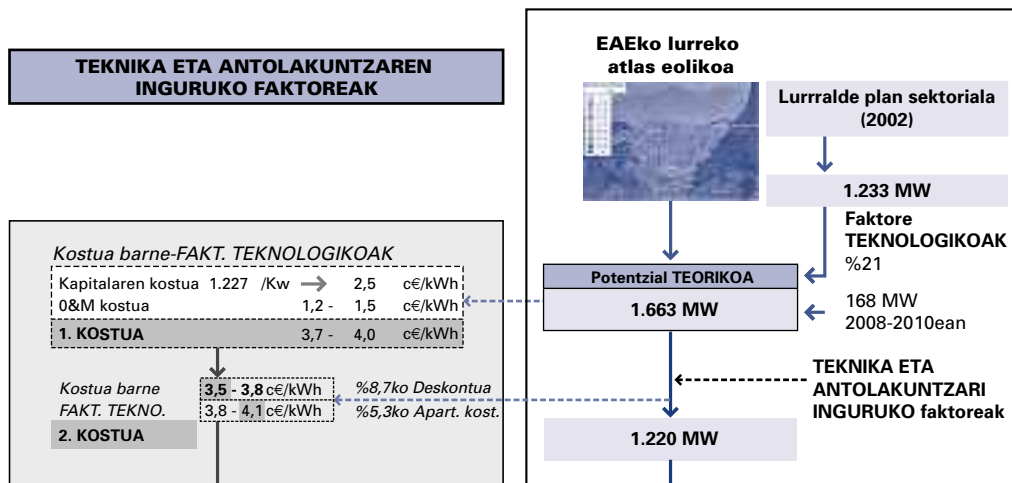 TEKNIKA ETA ANTOLAKUNTZAREN
INGURUKO FAKTOREAK
EAEko lurreko
atlas eolikoa
Lurrralde plan sektoriala
(2002)
1.233 MW
Faktore
TEKNOLOGIKOAK
%21
Potentzial TEORIKOA
1.663 MW
168 MW
2008-2010ean
Kostua barne-FAKT. TEKNOLOGIKOAK
Kapitalaren kostua 1.227 /Kw → 2,5 c€/kWh
0&M kostua 1,2 - 1,5 c€/kWh
1. KOSTUA 3,7 - 4,0 c€/kWh
Kostua barne 3,5 - 3,8 c€/kWh %8,7ko Deskontua
FAKT. TEKNO. 3,8 - 4,1 c€/kWh %5,3ko Apart. kost.
2. KOSTUA
TEKNIKA ETA
ANTOLAKUNTZARI
INGURUKO faktoreak
1.220 MW